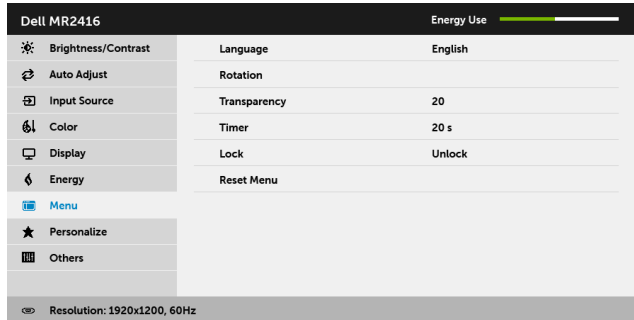 Dell MR2416 Energy Use
Brightness/Contrast Language English
Auto Adjust Rotation
Input Source Transparency 20
Color Timer 20 s
Display Lock Unlock
Energy Reset Menu
Menu
Personalize
Others
Resolution: 1920x1200, 60Hz